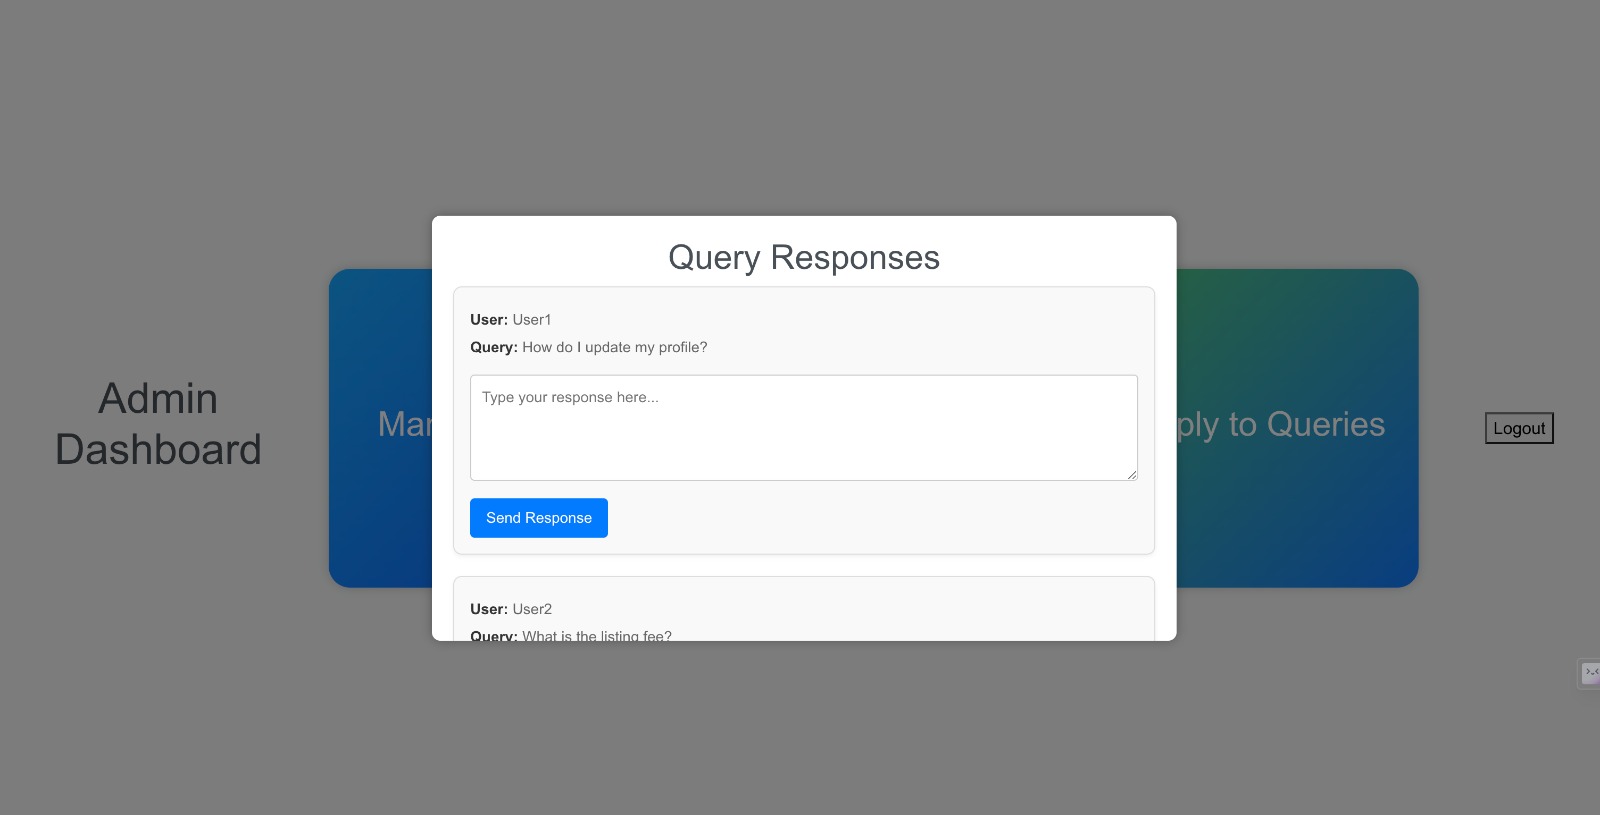 Query Responses
User: User1
Query: How do I update my profile?
Type your response here...
Send Response
User: User2
Query: What is the listing fee?
Admin
Dashboard
ply to Queries
Logout